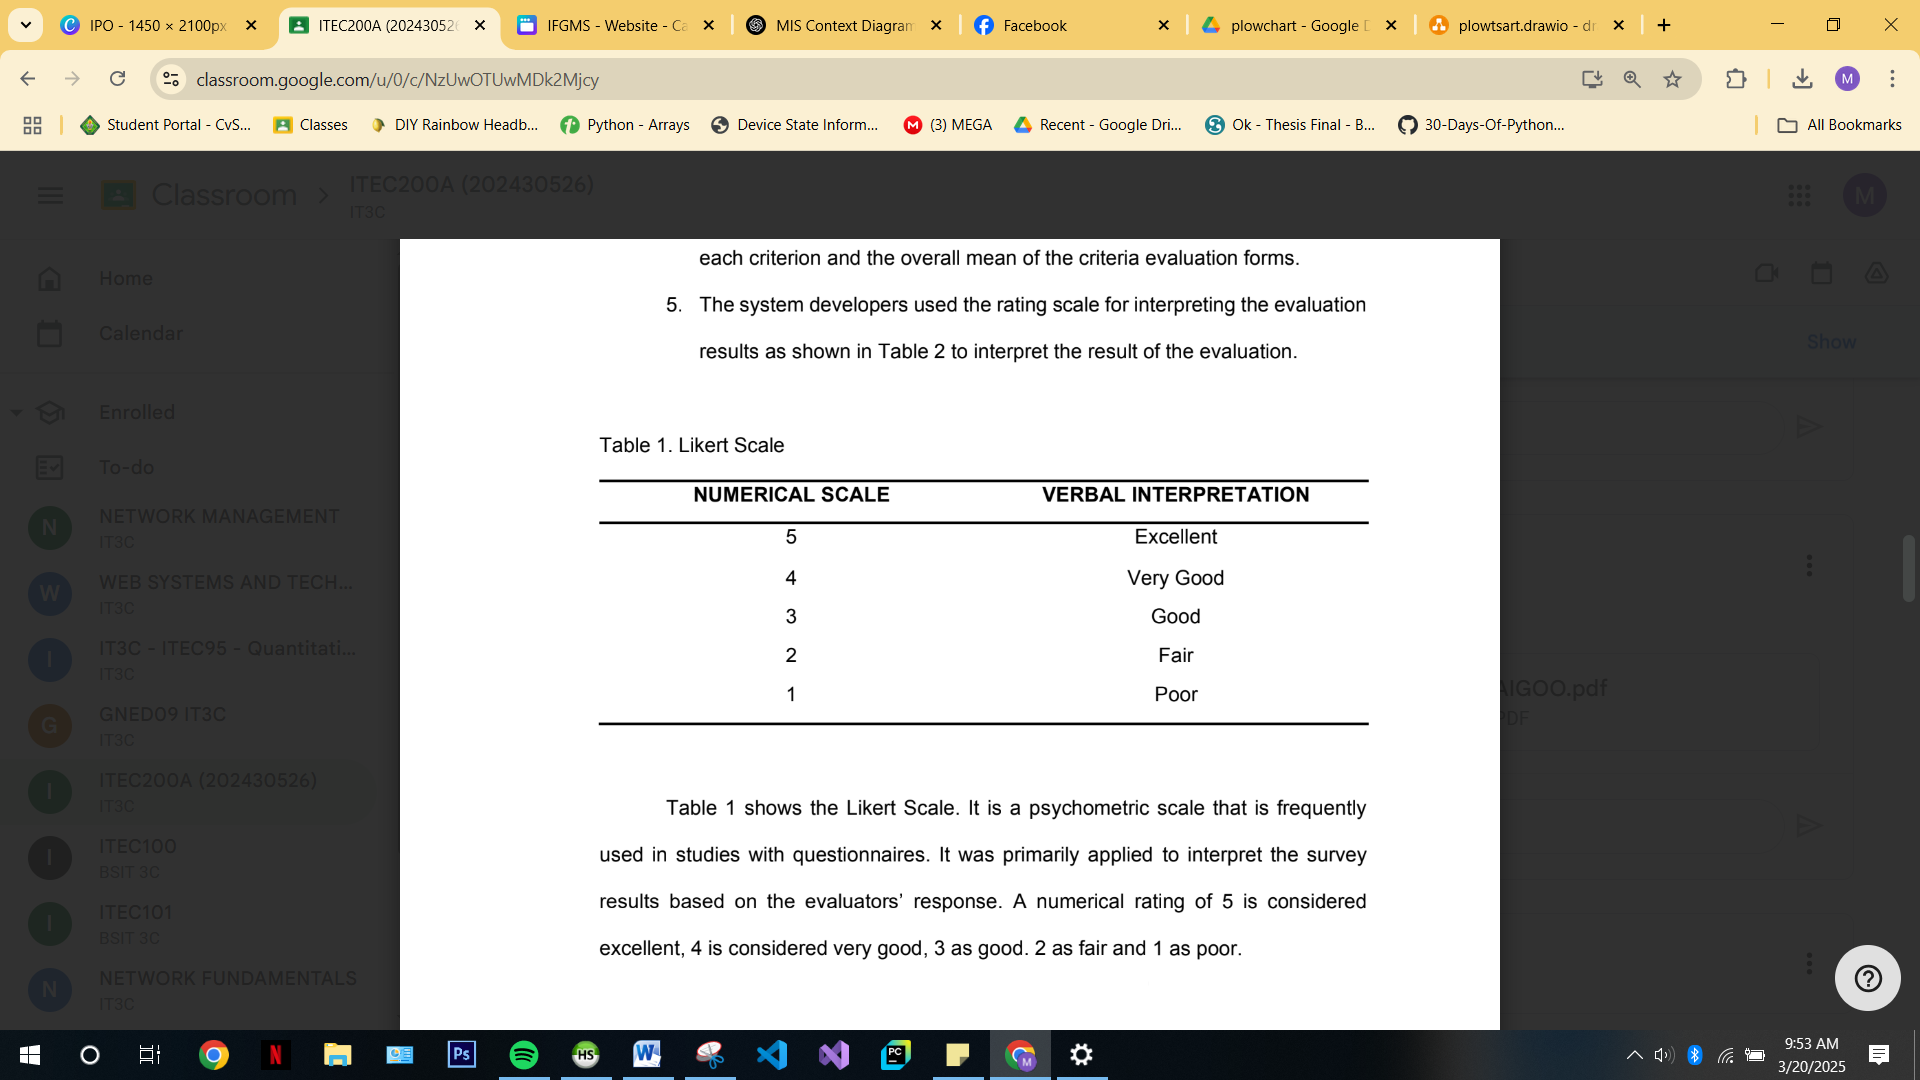 IPO - 1450 × 2100px
ITEC200A (20243052
IFGMS - Website - Ca
MIS Context Diagram
Facebook
plowchart - Google D
plowtsart.drawio - dr
classroom.google.com/u/0/c/NzUwOTUwMDk2Mjcy
M
Student Portal - CvS...
Classes
DIY Rainbow Headb...
Python - Arrays
Device State Inform...
(3) MEGA
Recent - Google Dri...
Ok - Thesis Final - B...
30-Days-Of-Python...
All Bookmarks
Classroom
ITEC200A (202430526)
IT3C
M
Home
Calendar
Enrolled
To-do
N
NETWORK MANAGEMENT
IT3C
W
WEB SYSTEMS AND TECH...
IT3C
I
IT3C - ITEC95 - Quantitati...
IT3C
G
GNED09 IT3C
IT3C
I
ITEC200A (202430526)
IT3C
I
ITEC100
BSIT 3C
I
ITEC101
BSIT 3C
N
NETWORK FUNDAMENTALS
IT3C
each criterion and the overall mean of the criteria evaluation forms.
5. The system developers used the rating scale for interpreting the evaluation
results as shown in Table 2 to interpret the result of the evaluation.
Table 1. Likert Scale
NUMERICAL SCALE VERBAL INTERPRETATION
5 Excellent
4 Very Good
3 Good
2 Fair
1 Poor
Table 1 shows the Likert Scale. It is a psychometric scale that is frequently
used in studies with questionnaires. It was primarily applied to interpret the survey
results based on the evaluators’ response. A numerical rating of 5 is considered
excellent, 4 is considered very good, 3 as good. 2 as fair and 1 as poor.
Show
AIGOO.pdf
PDF
N
Ps
HS
W
PC
M
9:53 AM
3/20/2025